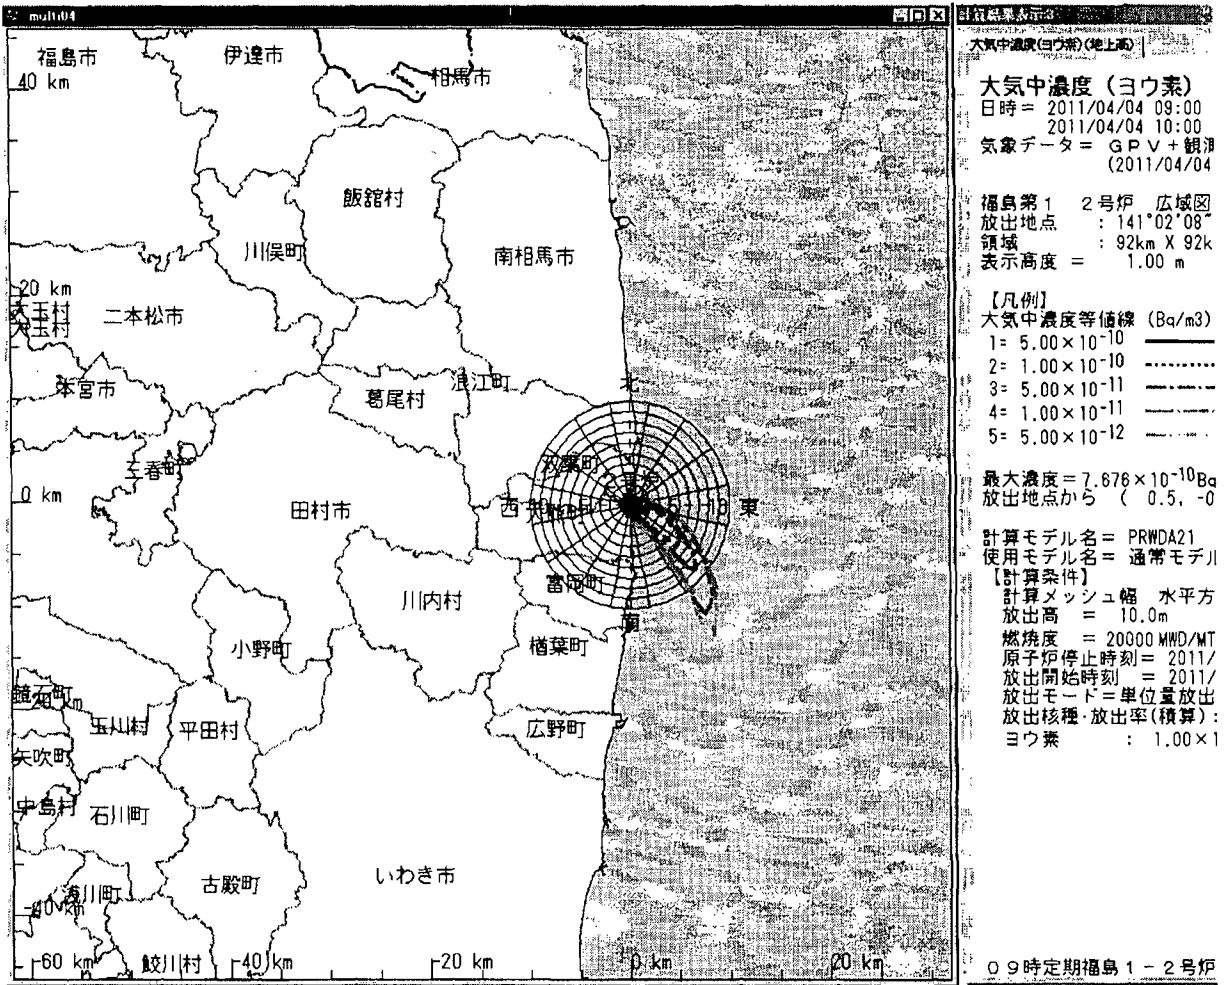 multi04
福島市
伊達市
相馬市
40 km
飯舘村
川俣町
南相馬市
20 km
大玉村
大玉村
二本松市
本宮市
浪江町
北
葛尾村
双葉町
三春町
0 km
田村市
西
東
富岡町
川内村
南
小野町
楢葉町
鏡石町
玉川村
平田村
広野町
矢吹町
中島村
石川町
古殿町
いわき市
浅川町
-40 km
鮫川村
-60 km
-40 km
-20 km
0 km
20 km
大気中濃度(ヨウ素)(地上高)
大気中濃度（ヨウ素）
日時＝ 2011/04/04 09:00
2011/04/04 10:00
気象データ＝ ＧＰＶ＋観測
(2011/04/04
福島第１ ２号炉 広域図
放出地点 : 141°02'08"
領域 : 92km X 92k
表示高度 ＝ 1.00 m
【凡例】
大気中濃度等値線 (Bq/m3)
1= 5.00×10-10
2= 1.00×10-10
3= 5.00×10-11
4= 1.00×10-11
5= 5.00×10-12
最大濃度＝7.676×10-10Bq
放出地点から ( 0.5, -0
計算モデル名＝ PRWDA21
使用モデル名＝ 通常モデル
【計算条件】
計算メッシュ幅 水平方
放出高 ＝ 10.0m
燃焼度 ＝20000 MWD/MT
原子炉停止時刻＝ 2011/
放出開始時刻 ＝ 2011/
放出モード＝単位量放出
放出核種・放出率(積算) :
ヨウ素 : 1.00×1
０９時定期福島１－２号炉